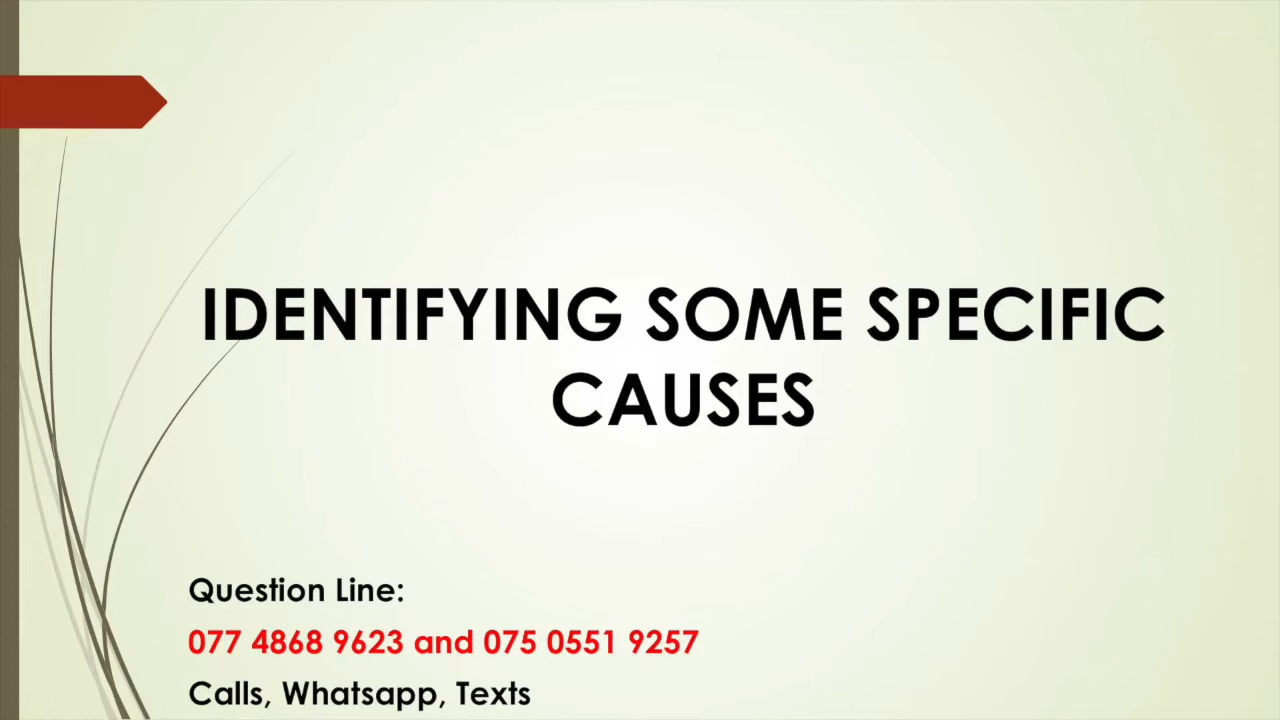 IDENTIFYING SOME SPECIFIC
CAUSES
Question Line:
077 4868 9623 and 075 0551 9257
Calls, Whatsapp, Texts